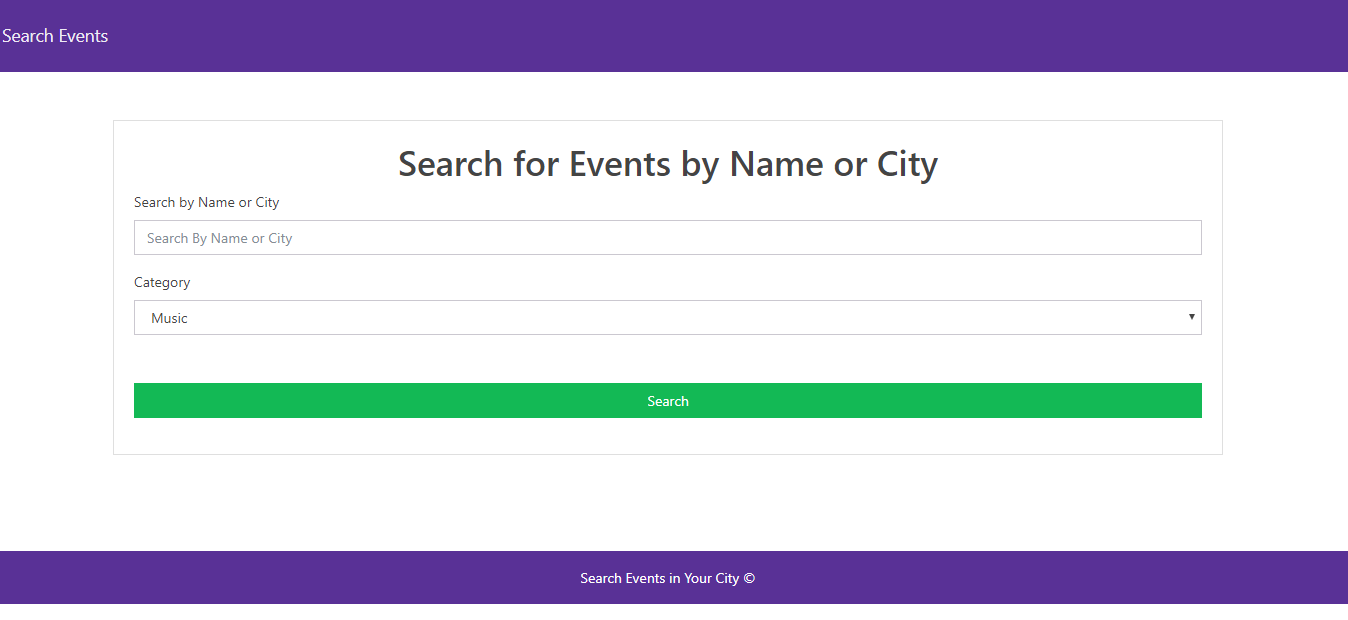 Search Events
Search for Events by Name or City
Search by Name or City
Search By Name or City
Category
Music
Search
Search Events in Your City ©